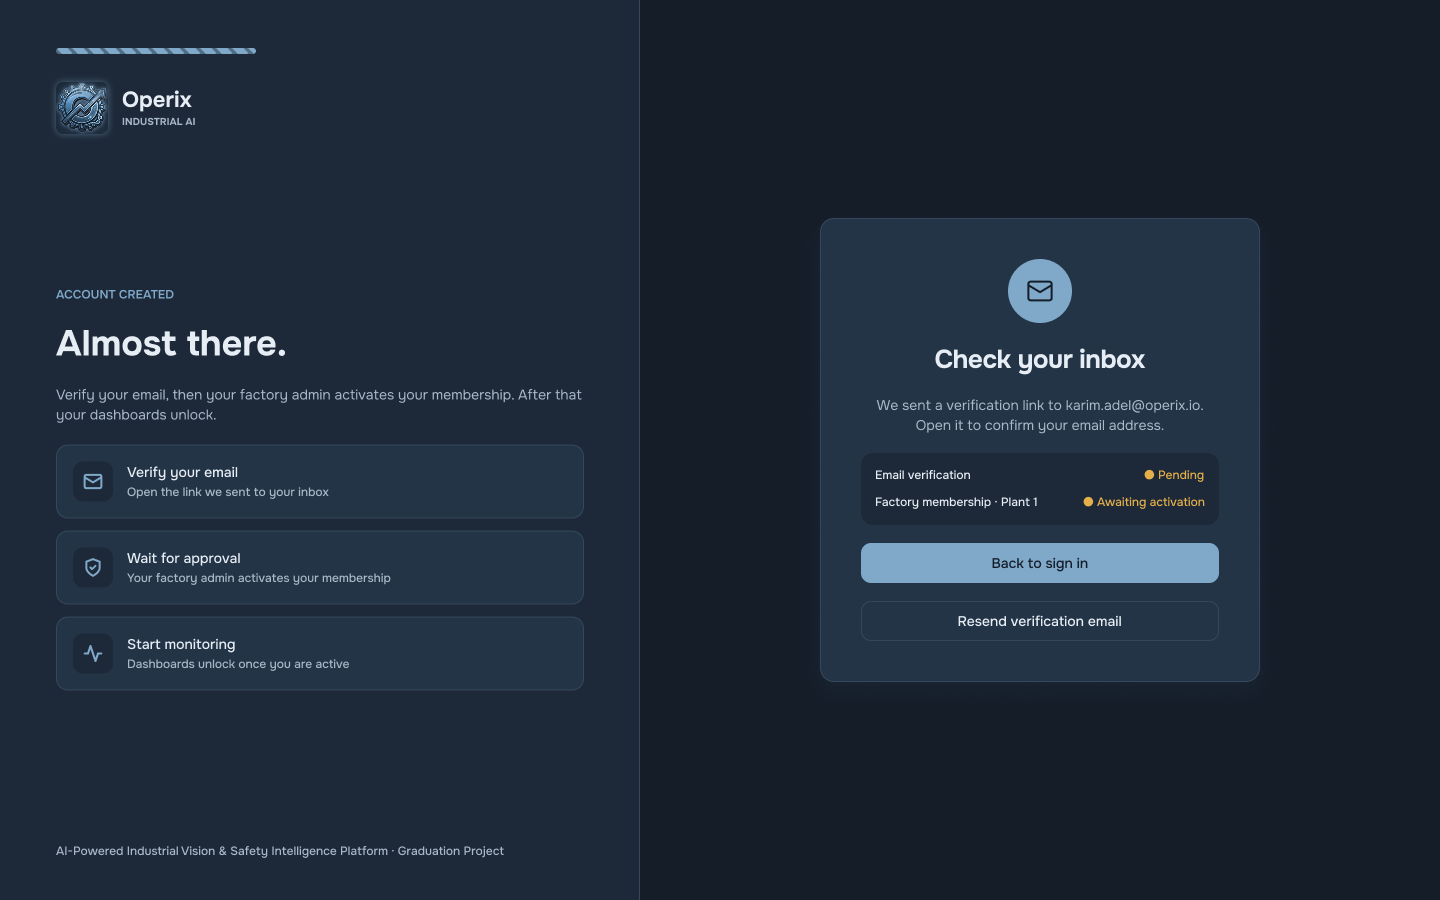 Operix
INDUSTRIAL AI
ACCOUNT CREATED
Almost there.
Verify your email, then your factory admin activates your membership. After that
your dashboards unlock.
Verify your email
Open the link we sent to your inbox
Wait for approval
Your factory admin activates your membership
Start monitoring
Dashboards unlock once you are active
AI-Powered Industrial Vision & Safety Intelligence Platform · Graduation Project
Check your inbox
We sent a verification link to karim.adel@operix.io.
Open it to confirm your email address.
Email verification Pending
Factory membership · Plant 1 Awaiting activation
Back to sign in
Resend verification email